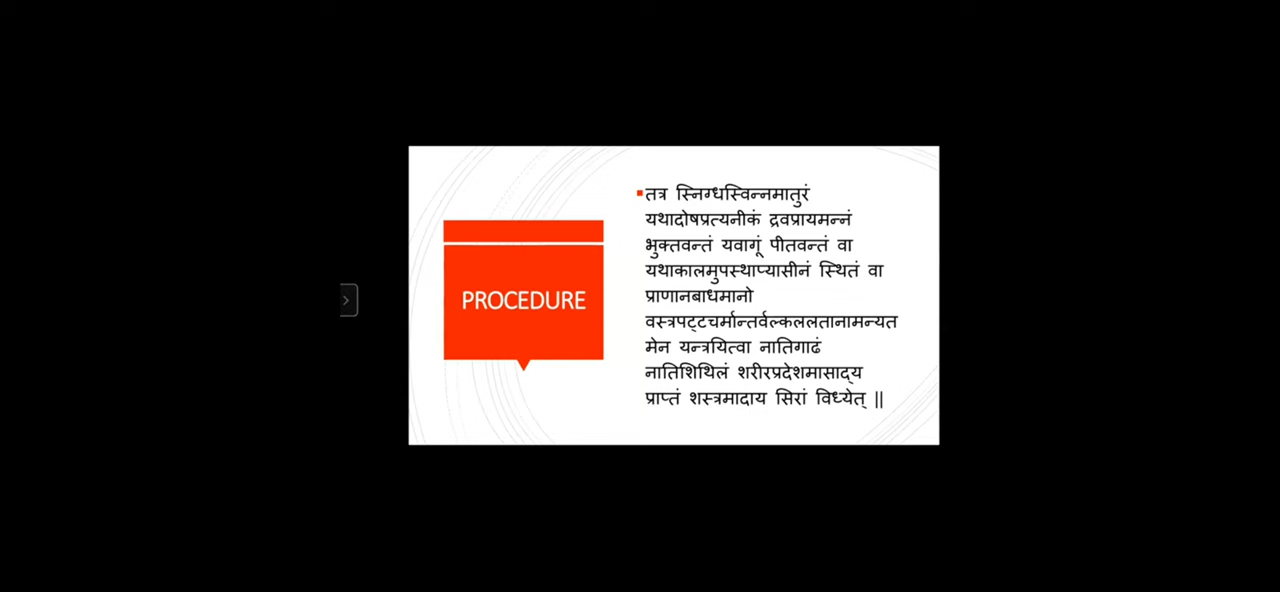 PROCEDURE
तत्र स्निग्धस्विन्नमातुरं
यथादोषप्रत्यनीकं द्रवप्रायमन्नं
भुक्तवन्तं यवागूं पीतवन्तं वा
यथाकालमुपस्थाप्यासीनं स्थितं वा
प्राणानबाधमानो
वस्त्रपट्टचर्मान्तर्वल्कललतानामन्यत
मेन यन्त्रयित्वा नातिगाढं
नातिशिथिलं शरीरप्रदेशमासाद्य
प्राप्तं शस्त्रमादाय सिरां विध्येत् ||